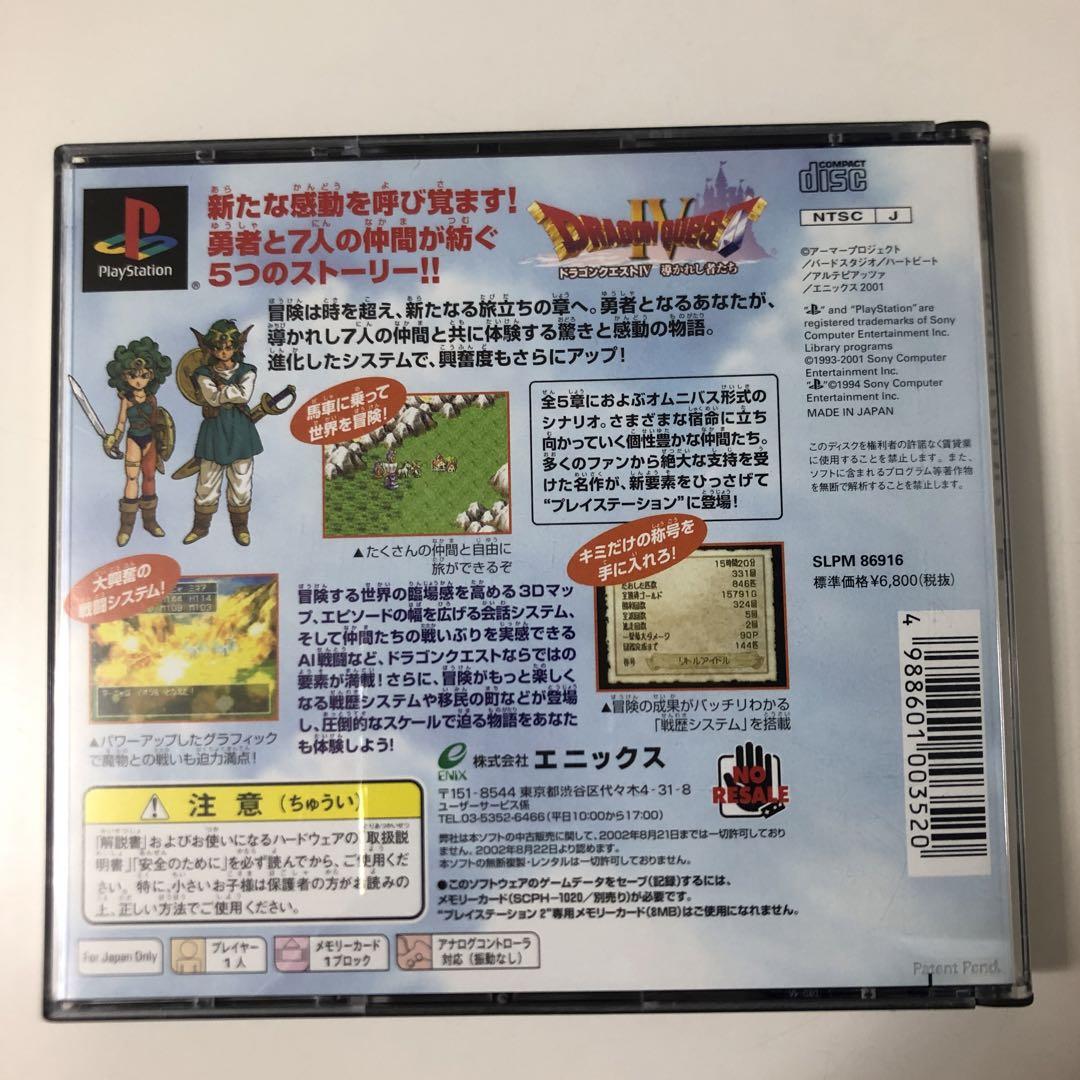 PlayStation
®
新たな感動を呼び覚ます!
勇者と7人の仲間が紡ぐ
5つのストーリー!!
DRAGON QUEST IV
ドラゴンクエストIV 導かれし者たち
COMPACT
disc
NTSC J
冒険は時を超え、新たなる旅立ちの章へ。勇者となるあなたが、
導かれし7人の仲間と共に体験する驚きと感動の物語。
進化したシステムで、興奮度もさらにアップ!
©アーマープロジェクト
/バードスタジオ/ハートビート
/アルテピアッツァ
/エニックス 2001
" " and "PlayStation" are
registered trademarks of Sony
Computer Entertainment Inc.
Library programs
©1993-2001 Sony Computer
Entertainment Inc.
" "©1994 Sony Computer
Entertainment Inc.
MADE IN JAPAN
このディスクを権利者の許諾なく賃貸業
に使用することを禁止します。また、
ソフトに含まれるプログラム等著作物
を無断で解析することを禁止します。
SLPM 86916
標準価格¥6,800(税抜)
馬車に乗って
世界を冒険!
▲たくさんの仲間と自由に
旅ができるぞ
全5章におよぶオムニバス形式の
シナリオ。さまざまな宿命に立ち
向かっていく個性豊かな仲間たち。
多くのファンから絶大な支持を受
けた名作が、新要素をひっさげて
"プレイステーション"に登場!
大興奮の
戦闘システム!
▲パワーアップしたグラフィック
で魔物との戦いも迫力満点!
冒険する世界の臨場感を高める3Dマッ
プ、エピソードの幅を広げる会話システム、
そして仲間たちの戦いぶりを実感できる
AI戦闘など、ドラゴンクエストならではの
要素が満載!さらに、冒険がもっと楽しく
なる戦歴システムや移民の町などが登場
し、圧倒的なスケールで迫る物語をあなた
も体験しよう!
キミだけの称号を
手に入れろ!
15時間20分
331回
846匹
15791G
324回
5回
2回
90P
144匹
称号 リトルアイドル
▲冒険の成果がバッチリわかる
「戦歴システム」を搭載
ENIX
株式会社 エニックス
〒151-8544 東京都渋谷区代々木4-31-8
ユーザーサービス係
TEL.03-5352-6466(平日10:00から17:00)
弊社は本ソフトの中古販売に関して、2002年8月21日までは一切許可しており
ません。2002年8月22日より認めます。
本ソフトの無断複製・レンタルは一切許可しておりません。
NO
RESALE
●このソフトウェアのゲームデータをセーブ(記録)するには、
メモリーカード(SCPH-1020/別売り)が必要です。
"プレイステーション 2"専用メモリーカード(8MB)はご使用になれません。
注意(ちゅうい)
「解説書」およびお使いになるハードウェアの「取扱説
明書」「安全のために」を必ず読んでから、ご使用くだ
さい。特に、小さいお子様は保護者の方がお読みの
上、正しい方法でご使用ください。
For Japan Only
プレイヤー
1人
メモリーカード
1ブロック
アナログコントローラ
対応(振動なし)
4 988601 003520
Patent Pend.